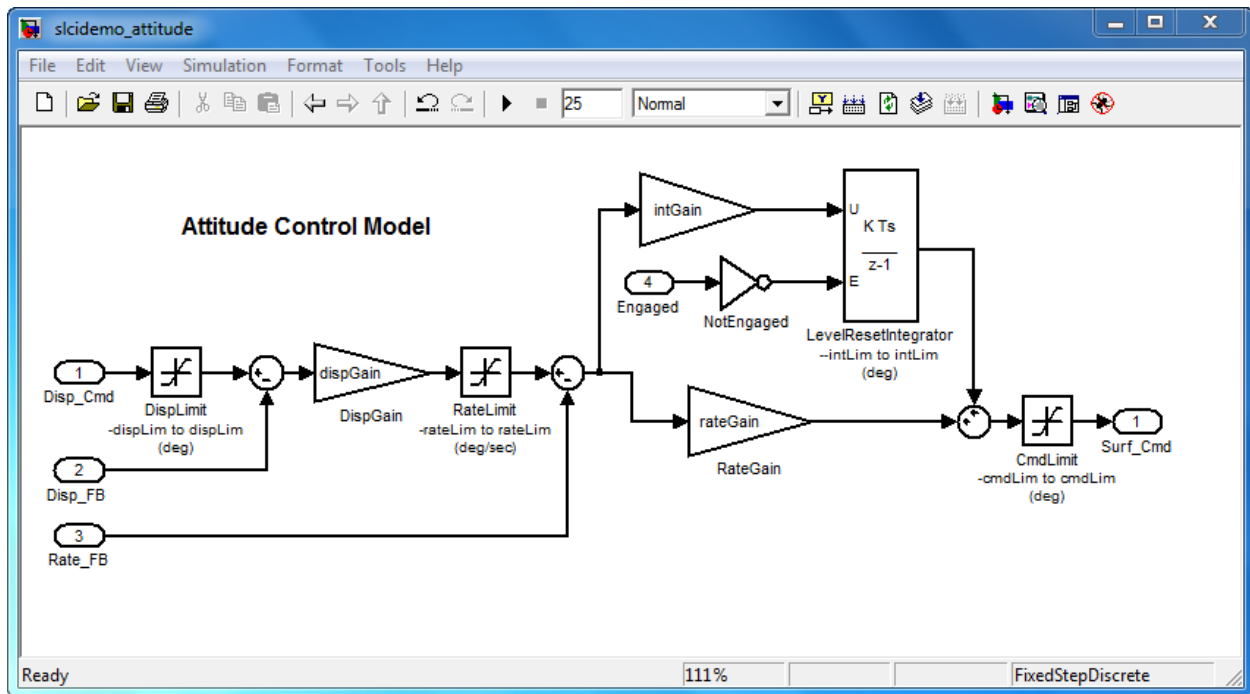 slcidemo_attitude
File Edit View Simulation Format Tools Help
25 Normal
Attitude Control Model
intGain
U
K Ts
z-1
E
4
Engaged
NotEngaged
LevelResetIntegrator
--intLim to intLim
(deg)
1
Disp_Cmd
DispLimit
-dispLim to dispLim
(deg)
dispGain
DispGain
RateLimit
-rateLim to rateLim
(deg/sec)
rateGain
RateGain
CmdLimit
-cmdLim to cmdLim
(deg)
1
Surf_Cmd
2
Disp_FB
3
Rate_FB
Ready 111% FixedStepDiscrete